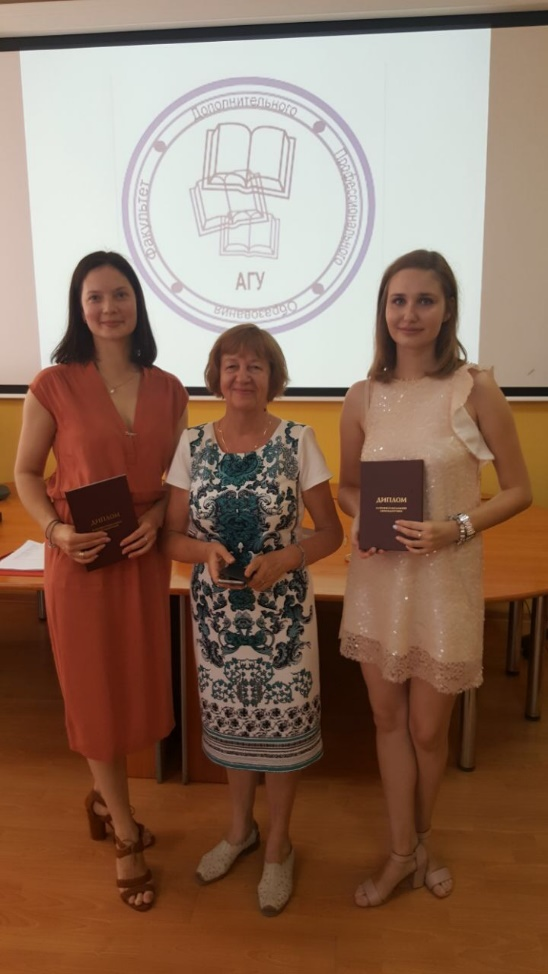 Факультет
Дополнительного
Профессионального
Образования
АГУ
ДИПЛОМ
ДИПЛОМ